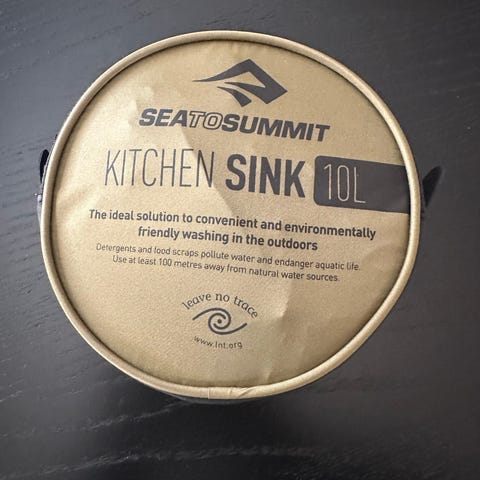 SEATOSUMMIT
KITCHEN SINK 10L
The ideal solution to convenient and environmentally
friendly washing in the outdoors
Detergents and food scraps pollute water and endanger aquatic life.
Use at least 100 metres away from natural water sources.
leave no trace
www.lnt.org